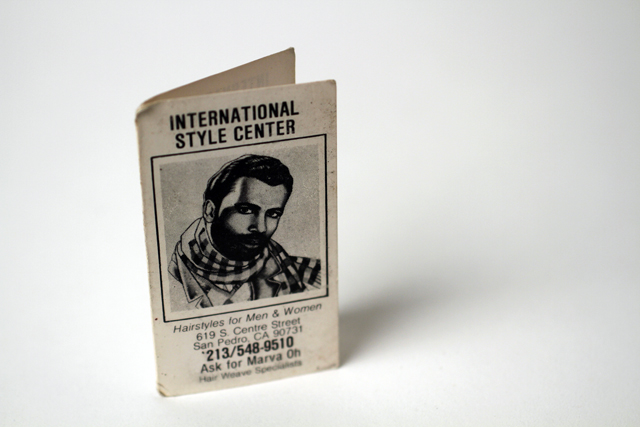 INTERNATIONAL
STYLE CENTER
Hairstyles for Men & Women
619 S. Centre Street
San Pedro, CA 90731
213/548-9510
Ask for Marva Oh
Hair Weave Specialists